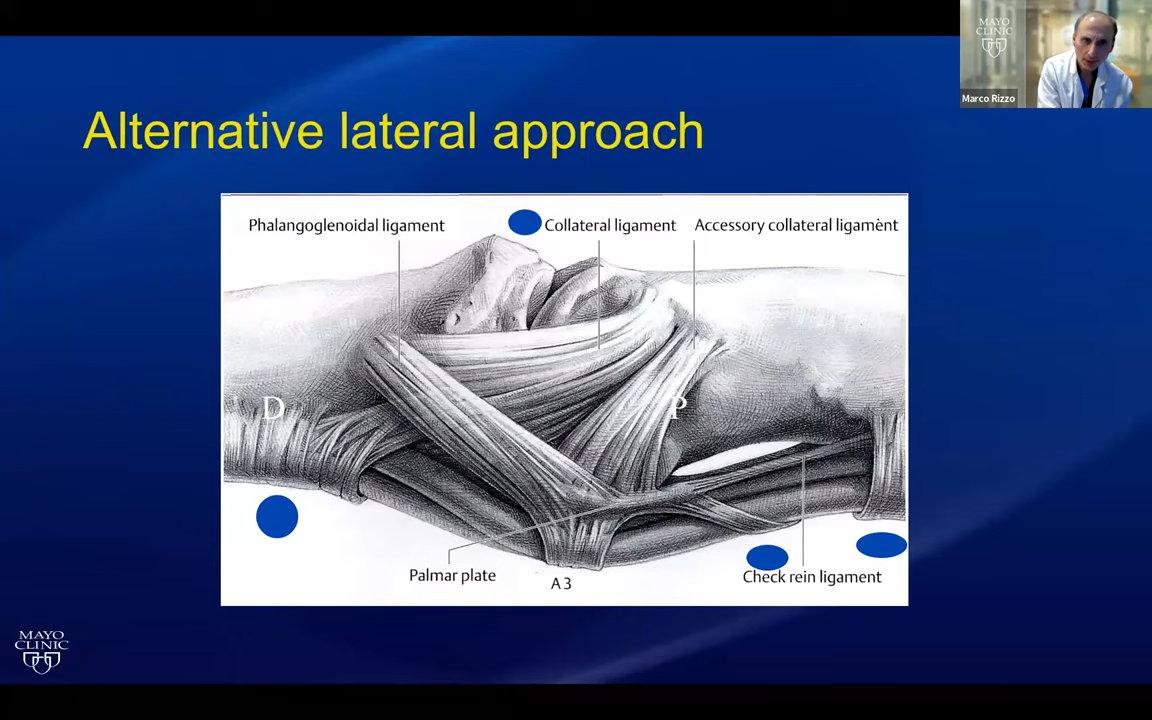 MAYO
CLINIC
Marco Rizzo
Alternative lateral approach
Phalangoglenoidal ligament
Collateral ligament
Accessory collateral ligament
D
P
Palmar plate
A3
Check rein ligament
MAYO
CLINIC